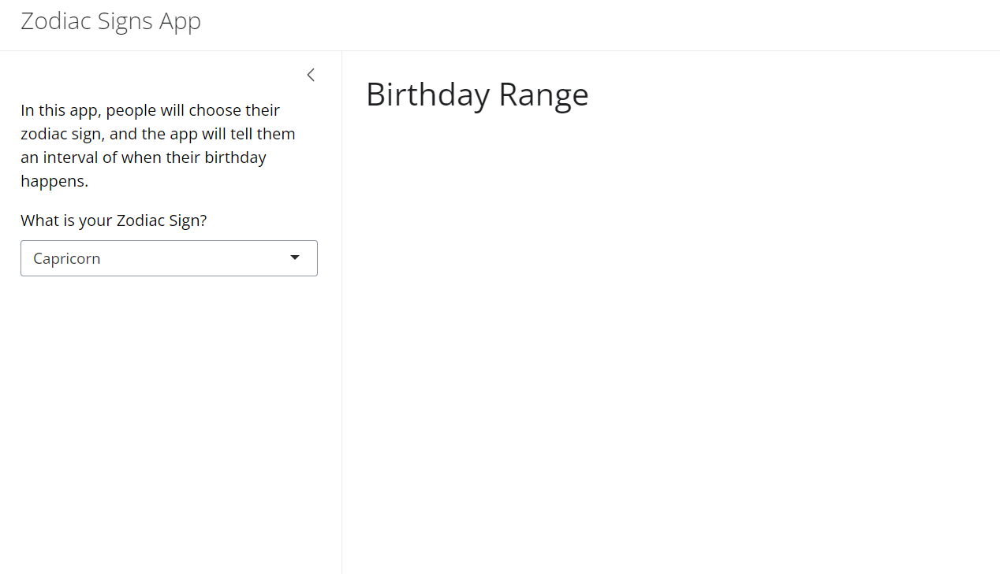 Zodiac Signs App
In this app, people will choose their
zodiac sign, and the app will tell them
an interval of when their birthday
happens.
What is your Zodiac Sign?
Capricorn
Birthday Range